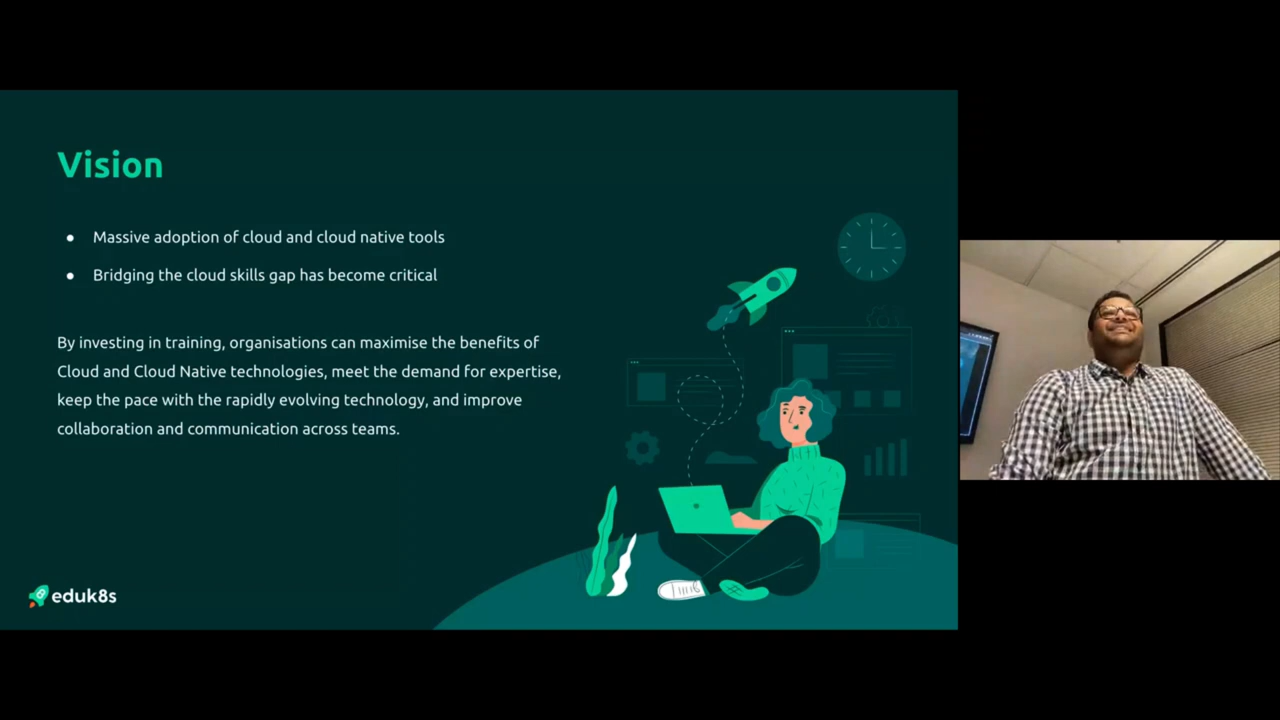 Vision
Massive adoption of cloud and cloud native tools
Bridging the cloud skills gap has become critical
By investing in training, organisations can maximise the benefits of
Cloud and Cloud Native technologies, meet the demand for expertise,
keep the pace with the rapidly evolving technology, and improve
collaboration and communication across teams.
eduk8s